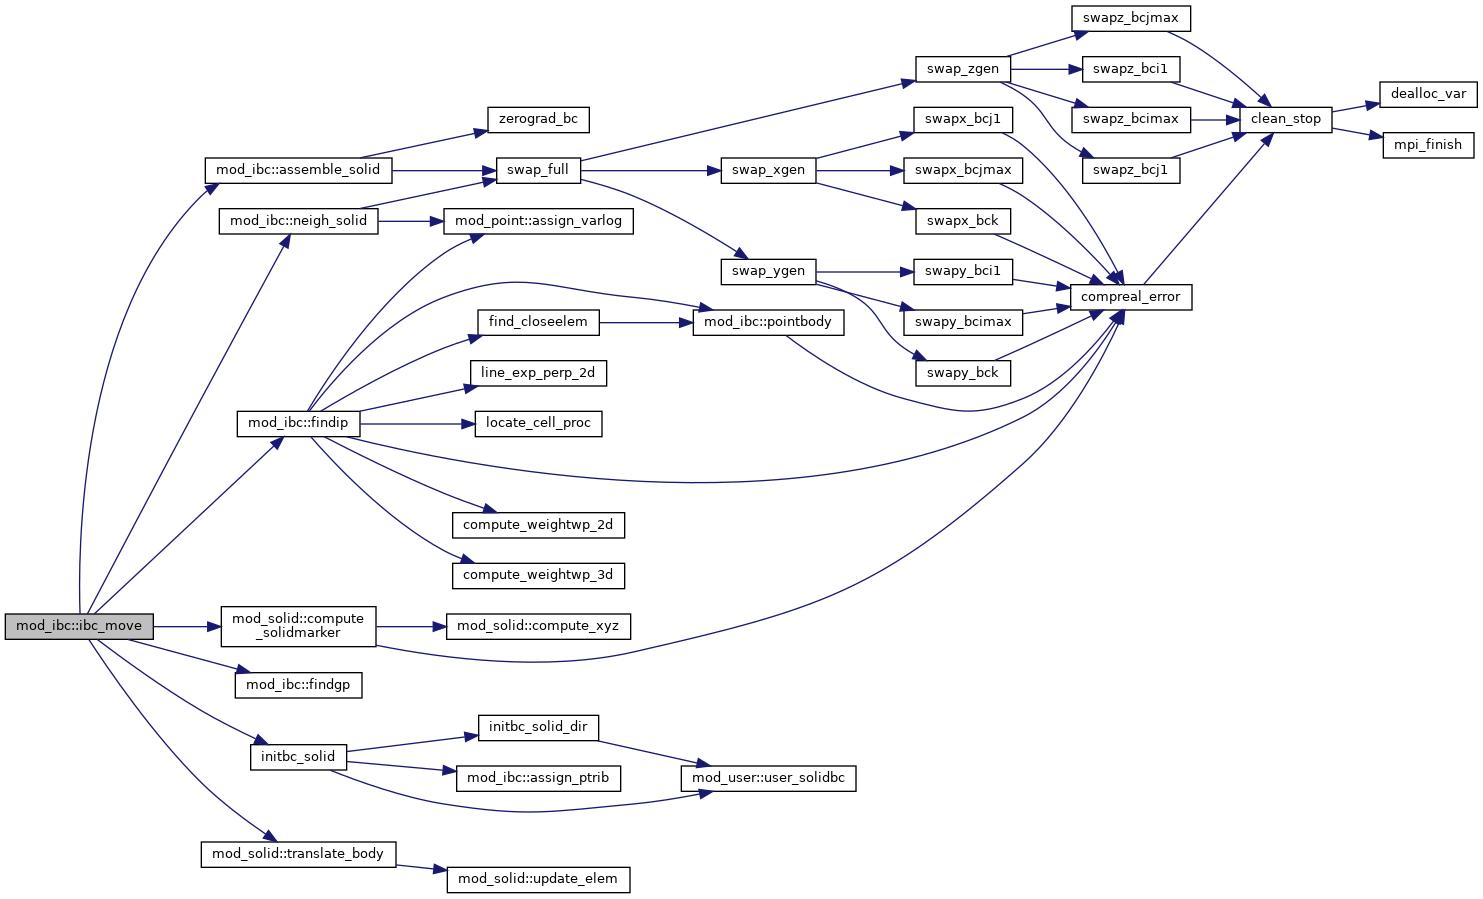 swapz_bcjmax
swap_zgen
swapz_bci1
dealloc_var
zerograd_bc
swapx_bcj1
swapz_bcimax
clean_stop
mpi_finish
mod_ibc::assemble_solid
swap_full
swap_xgen
swapx_bcjmax
swapz_bcj1
mod_ibc::neigh_solid
mod_point::assign_varlog
swapx_bck
swap_ygen
swapy_bci1
compreal_error
find_closeelem
mod_ibc::pointbody
swapy_bcimax
line_exp_perp_2d
swapy_bck
mod_ibc::findip
locate_cell_proc
compute_weightwp_2d
compute_weightwp_3d
mod_ibc::ibc_move
mod_solid::compute
_solidmarker
mod_solid::compute_xyz
mod_ibc::findgp
initbc_solid_dir
initbc_solid
mod_ibc::assign_ptrib
mod_user::user_solidbc
mod_solid::translate_body
mod_solid::update_elem